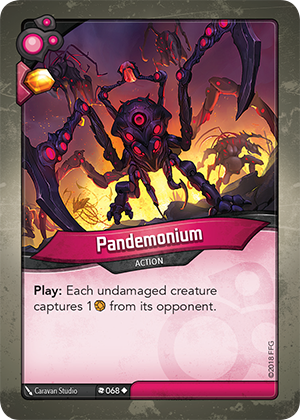 Pandemonium
ACTION
Play: Each undamaged creature
captures 1 from its opponent.
©2018 FFG
Caravan Studio 068